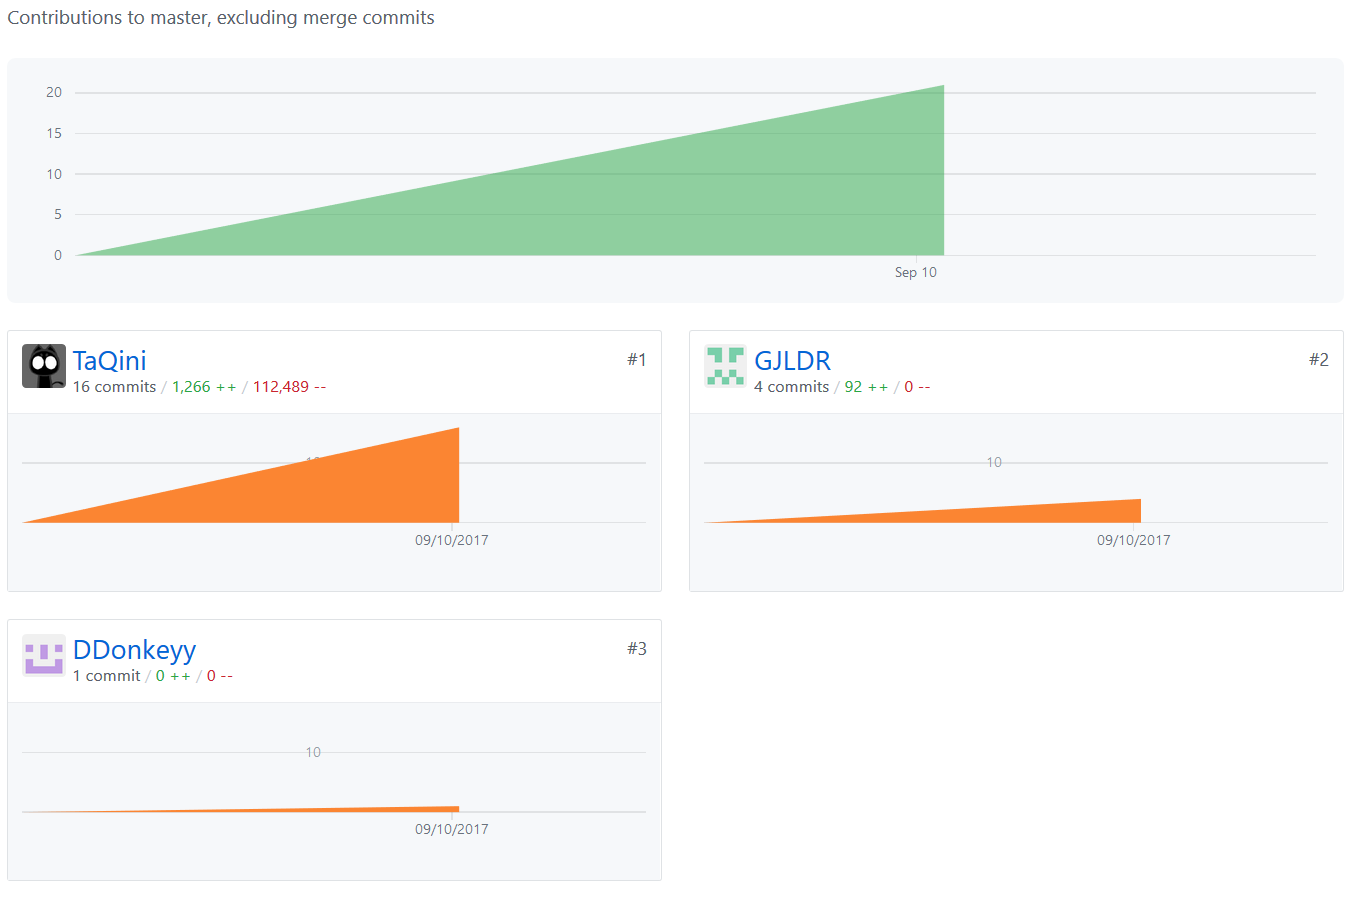 Contributions to master, excluding merge commits
20
15
10
5
0
Sep 10
TaQini
#1
16 commits / 1,266 ++ / 112,489 --
09/10/2017
GJLDR
#2
4 commits / 92 ++ / 0 --
10
09/10/2017
DDonkeyy
#3
1 commit / 0 ++ / 0 --
10
09/10/2017